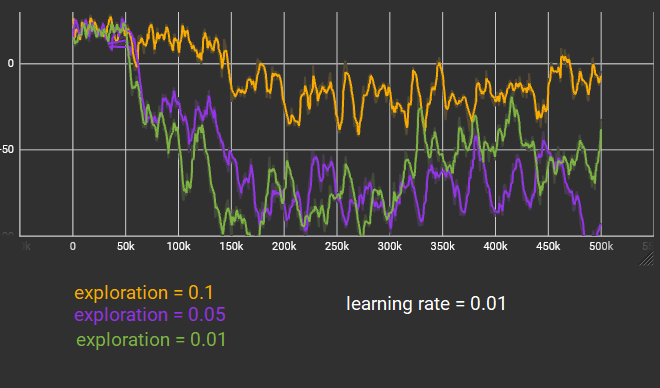 0
-50
0 50k 100k 150k 200k 250k 300k 350k 400k 450k 500k
exploration = 0.1
exploration = 0.05
learning rate = 0.01
exploration = 0.01